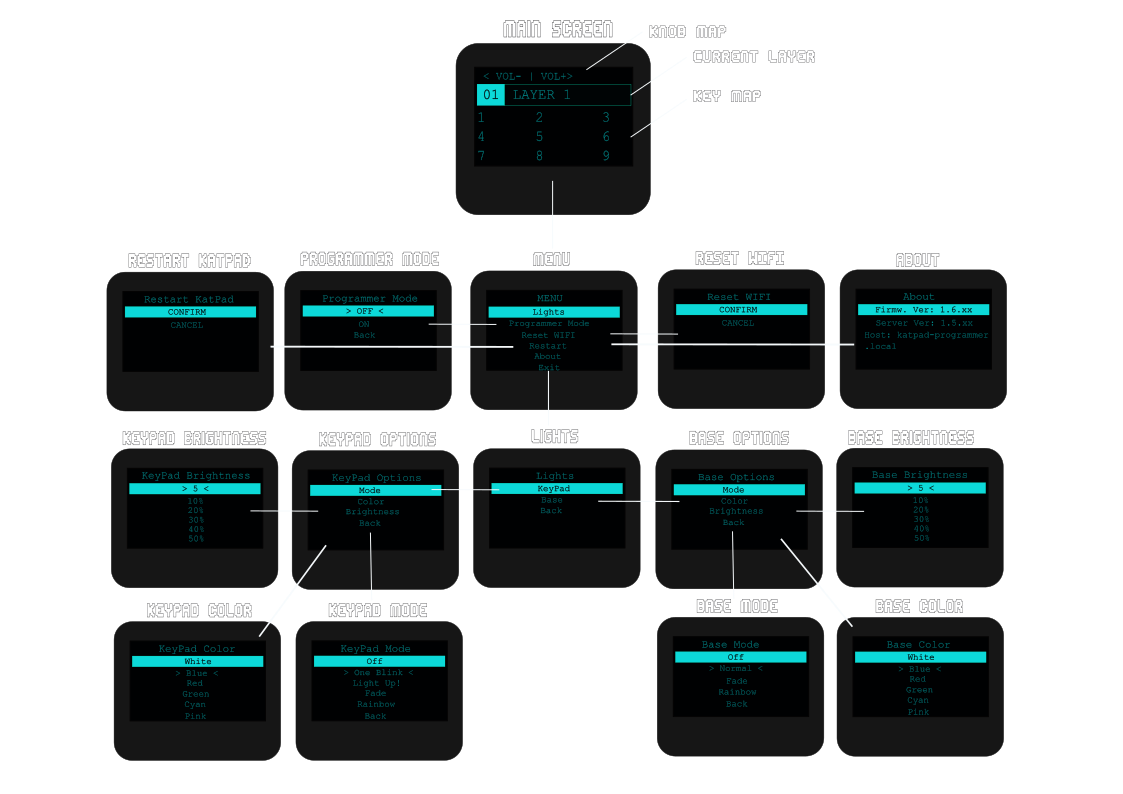 MAIN SCREEN
KNOB MAP
CURRENT LAYER
KEY MAP
< VOL- | VOL+>
01 LAYER 1
1 2 3
4 5 6
7 8 9
RESTART KATPAD
Restart KatPad
CONFIRM
CANCEL
PROGRAMMER MODE
Programmer Mode
> OFF <
ON
Back
MENU
MENU
Lights
Programmer Mode
Reset WIFI
Restart
About
Exit
RESET WIFI
Reset WIFI
CONFIRM
CANCEL
ABOUT
About
Firmw. Ver: 1.6.xx
Server Ver: 1.5.xx
Host: katpad-programmer
.local
KEYPAD BRIGHTNESS
KeyPad Brightness
> 5 <
10%
20%
30%
40%
50%
KEYPAD OPTIONS
KeyPad Options
Mode
Color
Brightness
Back
LIGHTS
Lights
KeyPad
Base
Back
BASE OPTIONS
Base Options
Mode
Color
Brightness
Back
BASE BRIGHTNESS
Base Brightness
> 5 <
10%
20%
30%
40%
50%
KEYPAD COLOR
KeyPad Color
White
> Blue <
Red
Green
Cyan
Pink
KEYPAD MODE
KeyPad Mode
Off
> One Blink <
Light Up!
Fade
Rainbow
Back
BASE MODE
Base Mode
Off
> Normal <
Fade
Rainbow
Back
BASE COLOR
Base Color
White
> Blue <
Red
Green
Cyan
Pink